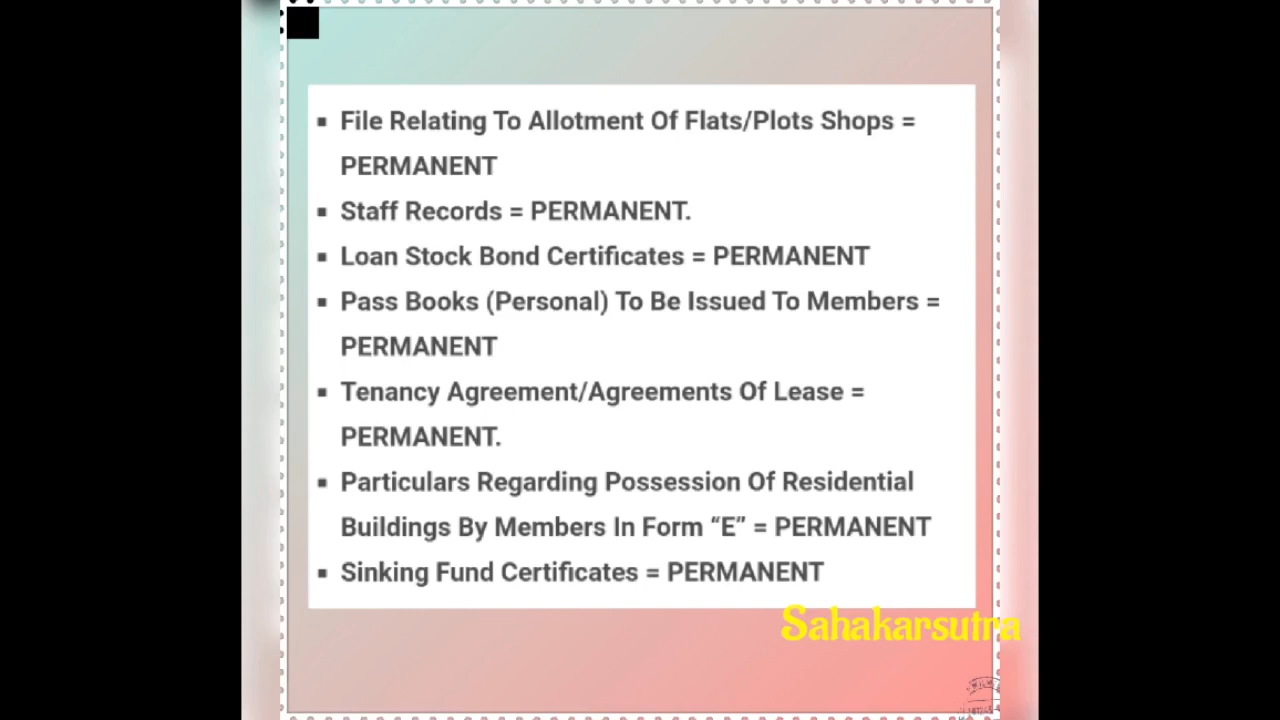 ▪ File Relating To Allotment Of Flats/Plots Shops =
PERMANENT
▪ Staff Records = PERMANENT.
▪ Loan Stock Bond Certificates = PERMANENT
▪ Pass Books (Personal) To Be Issued To Members =
PERMANENT
▪ Tenancy Agreement/Agreements Of Lease =
PERMANENT.
▪ Particulars Regarding Possession Of Residential
Buildings By Members In Form “E” = PERMANENT
▪ Sinking Fund Certificates = PERMANENT
Sahakarsutra